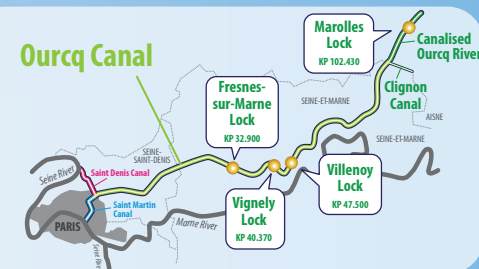 Ourcq Canal
Marolles
Lock
KP 102.430
Canalised
Ourcq River
Clignon
Canal
AISNE
SEINE-ET-MARNE
SEINE-ET-MARNE
Fresnes-
sur-Marne
Lock
KP 32.900
SEINE-
SAINT-DENIS
Seine River
Saint Denis Canal
Saint Martin
Canal
PARIS
Marne River
Vignely
Lock
KP 40.370
Villenoy
Lock
KP 47.500